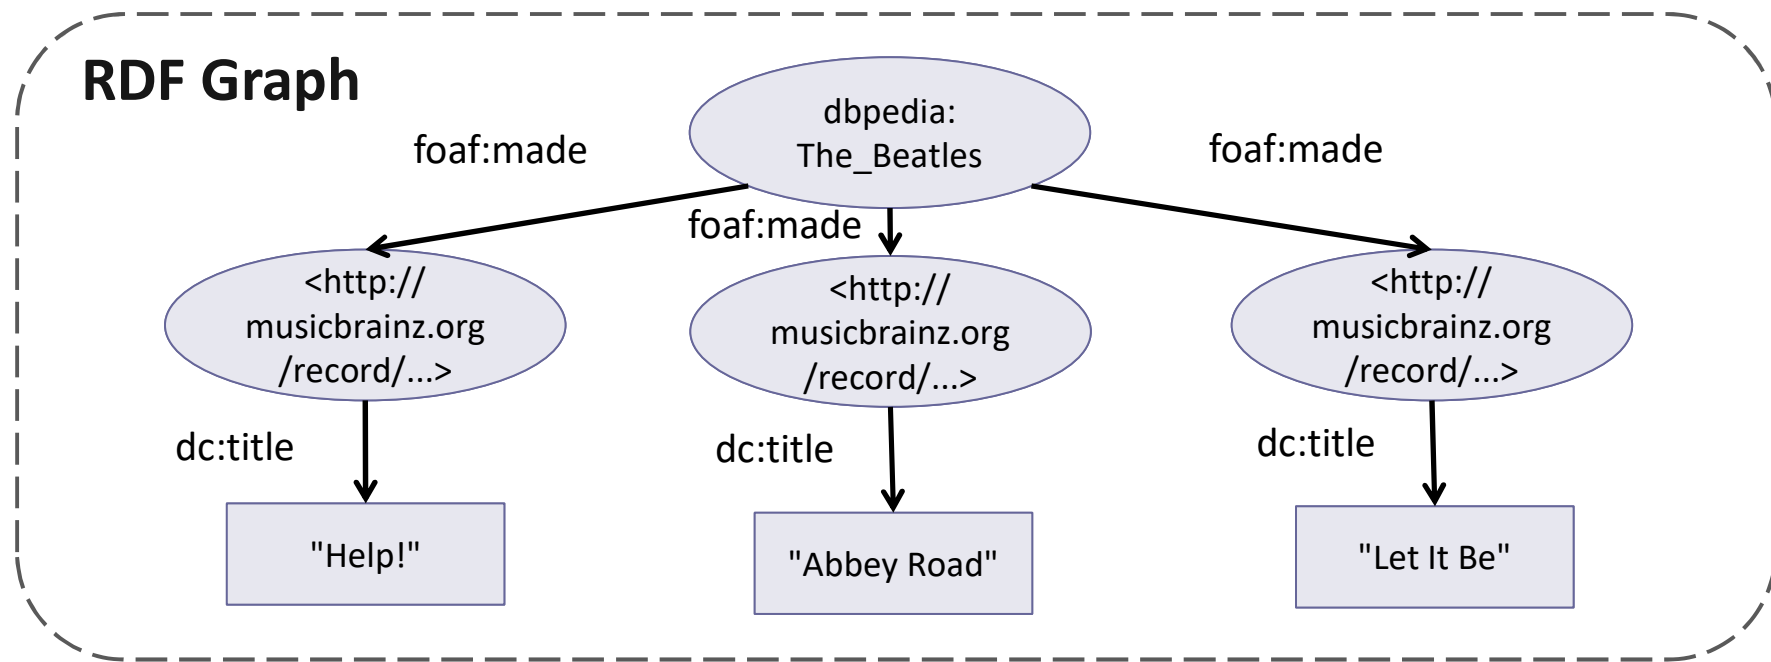 RDF Graph
dbpedia:
The_Beatles
foaf:made
foaf:made
foaf:made
<http://
musicbrainz.org
/record/...>
<http://
musicbrainz.org
/record/...>
<http://
musicbrainz.org
/record/...>
dc:title
dc:title
dc:title
"Help!"
"Abbey Road"
"Let It Be"